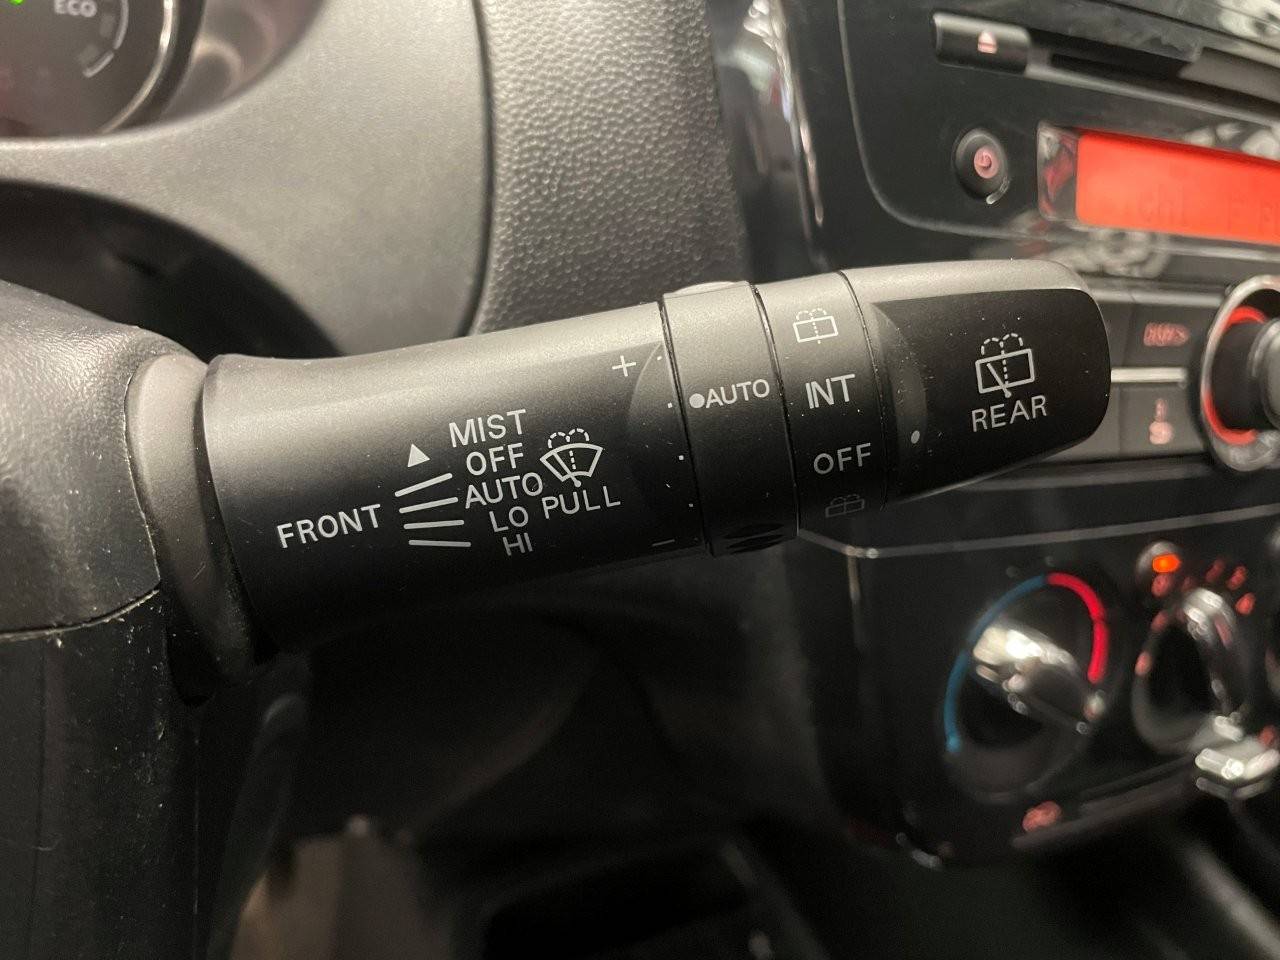 ECO
MIST
OFF
AUTO
FRONT
LO PULL
HI
+
-
AUTO
INT
OFF
REAR